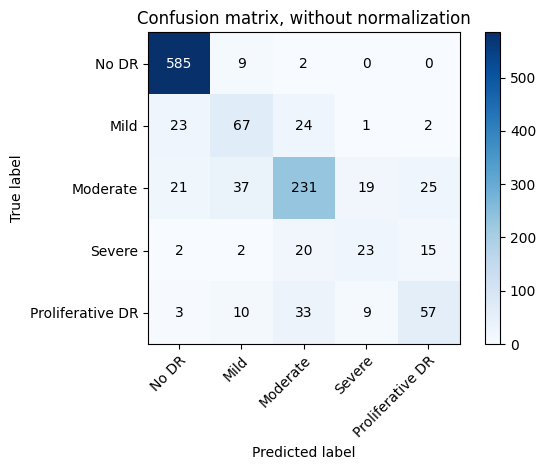 Confusion matrix, without normalization
True label
No DR 585 9 2 0 0
Mild 23 67 24 1 2
Moderate 21 37 231 19 25
Severe 2 2 20 23 15
Proliferative DR 3 10 33 9 57
No DR Mild Moderate Severe Proliferative DR
Predicted label
500
400
300
200
100
0